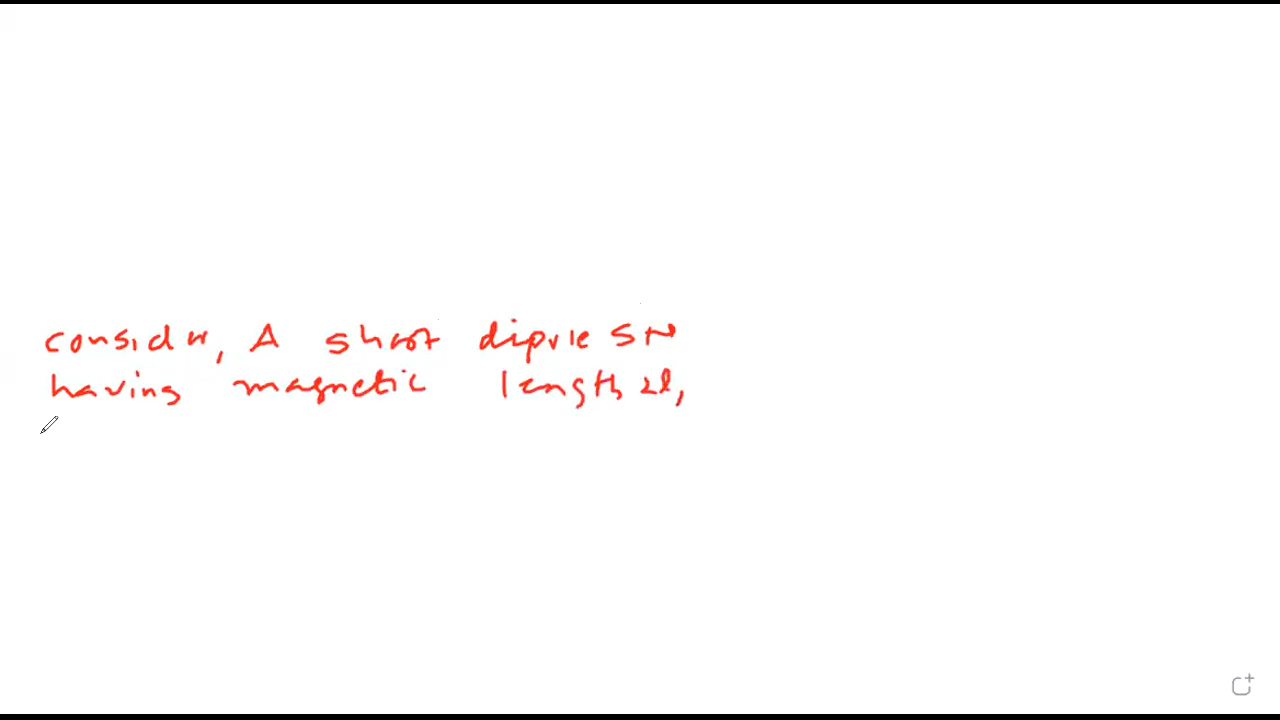 consider, A short dipole SN
having magnetic length 2l,